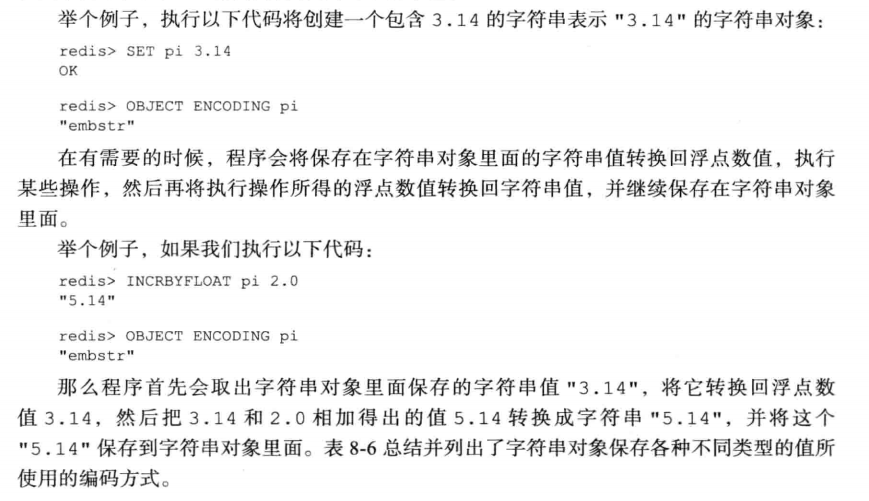 举个例子，执行以下代码将创建一个包含 3.14 的字符串表示 "3.14" 的字符串对象：
redis> SET pi 3.14
OK
redis> OBJECT ENCODING pi
"embstr"
在有需要的时候，程序会将保存在字符串对象里面的字符串值转换回浮点数值，执行
某些操作，然后再将执行操作所得的浮点数值转换回字符串值，并继续保存在字符串对象
里面。
举个例子，如果我们执行以下代码：
redis> INCRBYFLOAT pi 2.0
"5.14"
redis> OBJECT ENCODING pi
"embstr"
那么程序首先会取出字符串对象里面保存的字符串值 "3.14"，将它转换回浮点数
值 3.14，然后把 3.14 和 2.0 相加得出的值 5.14 转换成字符串 "5.14"，并将这个
"5.14" 保存到字符串对象里面。表 8-6 总结并列出了字符串对象保存各种不同类型的值所
使用的编码方式。